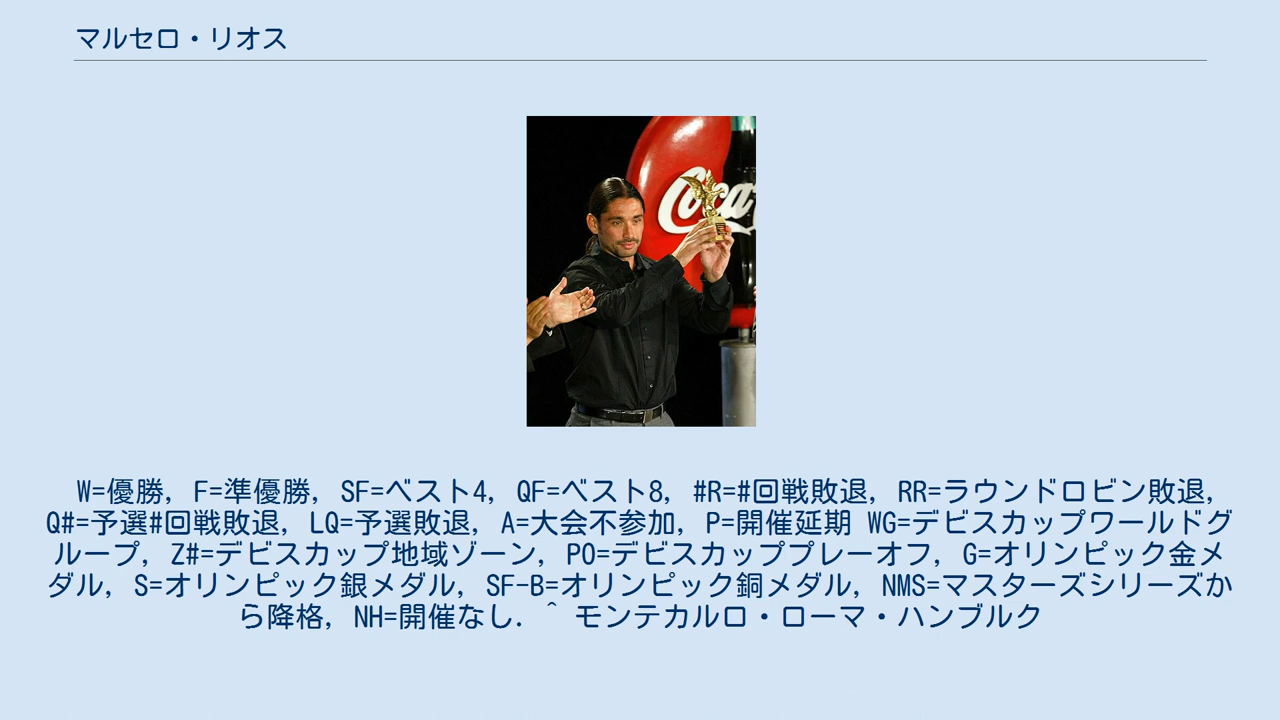 マルセロ・リオス
Coca
W=優勝, F=準優勝, SF=ベスト4, QF=ベスト8, #R=#回戦敗退, RR=ラウンドロビン敗退,
Q#=予選#回戦敗退, LQ=予選敗退, A=大会不参加, P=開催延期 WG=デビスカップワールドグ
ループ, Z#=デビスカップ地域ゾーン, PO=デビスカッププレーオフ, G=オリンピック金メ
ダル, S=オリンピック銀メダル, SF-B=オリンピック銅メダル, NMS=マスターズシリーズか
ら降格, NH=開催なし. ^ モンテカルロ・ローマ・ハンブルク